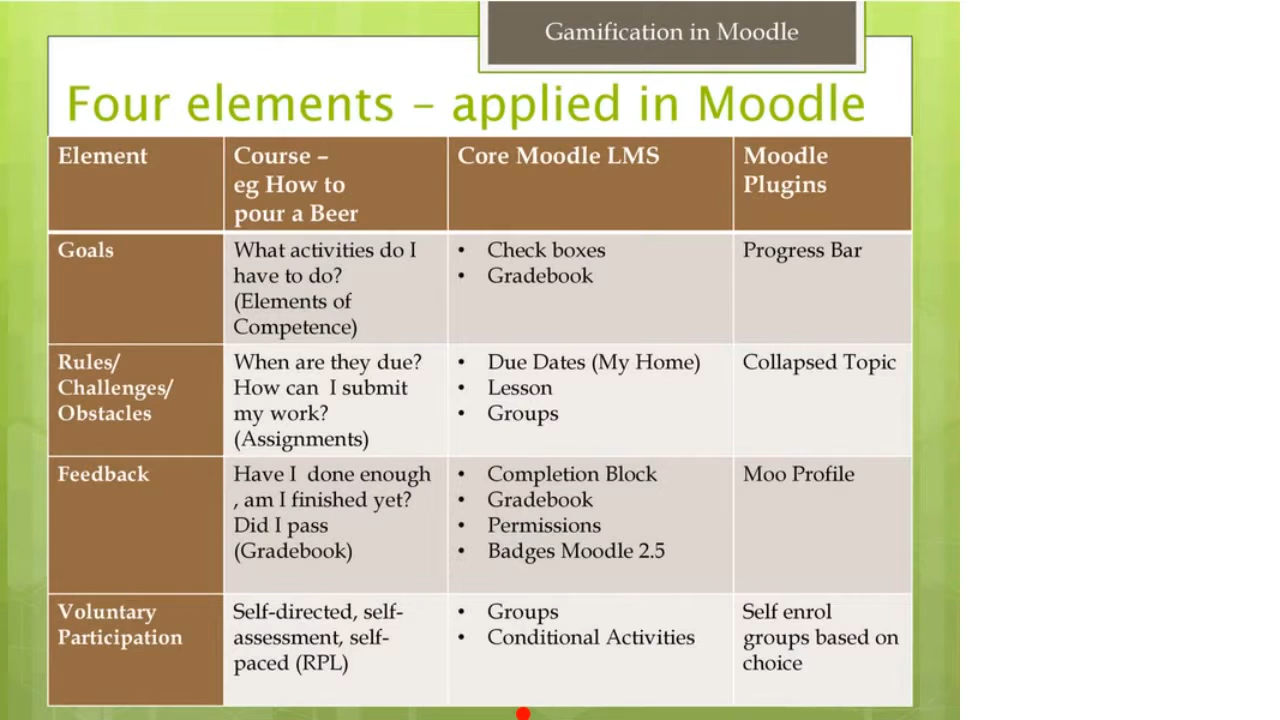 Gamification in Moodle
Four elements – applied in Moodle
Element
Course –
eg How to
pour a Beer
Core Moodle LMS
Moodle
Plugins
Goals
What activities do I
have to do?
(Elements of
Competence)
• Check boxes
• Gradebook
Progress Bar
Rules/
Challenges/
Obstacles
When are they due?
How can I submit
my work?
(Assignments)
• Due Dates (My Home)
• Lesson
• Groups
Collapsed Topic
Feedback
Have I done enough
, am I finished yet?
Did I pass
(Gradebook)
• Completion Block
• Gradebook
• Permissions
• Badges Moodle 2.5
Moo Profile
Voluntary
Participation
Self-directed, self-
assessment, self-
paced (RPL)
• Groups
• Conditional Activities
Self enrol
groups based on
choice